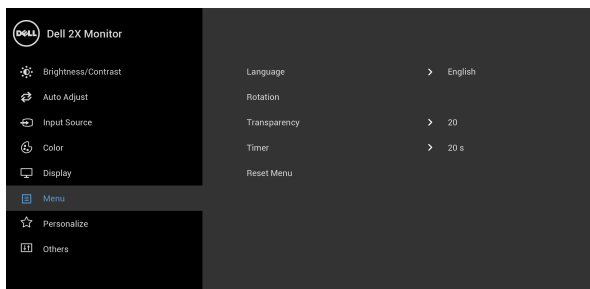 DELL Dell 2X Monitor
Brightness/Contrast
Auto Adjust
Input Source
Color
Display
Menu
Personalize
Others
Language > English
Rotation
Transparency > 20
Timer > 20 s
Reset Menu